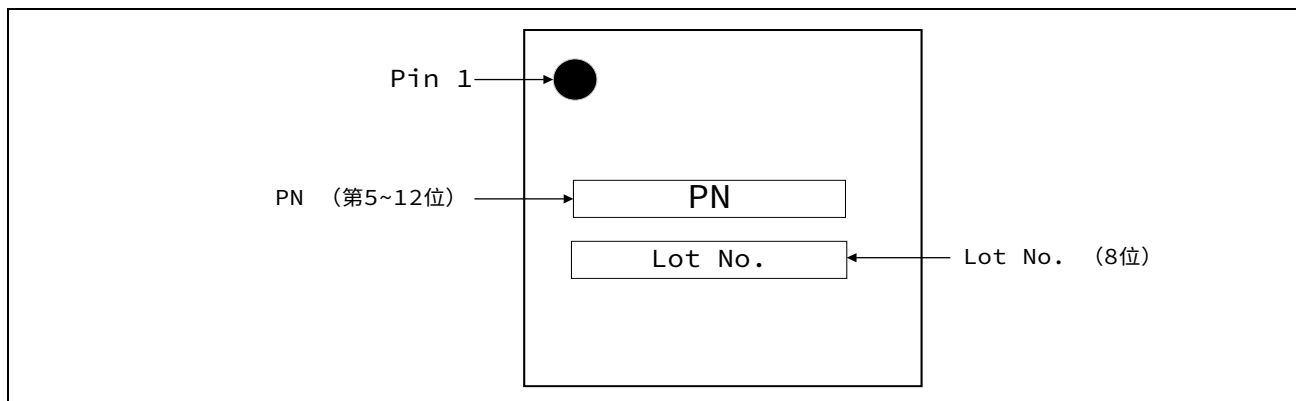 Pin 1
PN （第5~12位）
PN
Lot No.
Lot No. （8位）